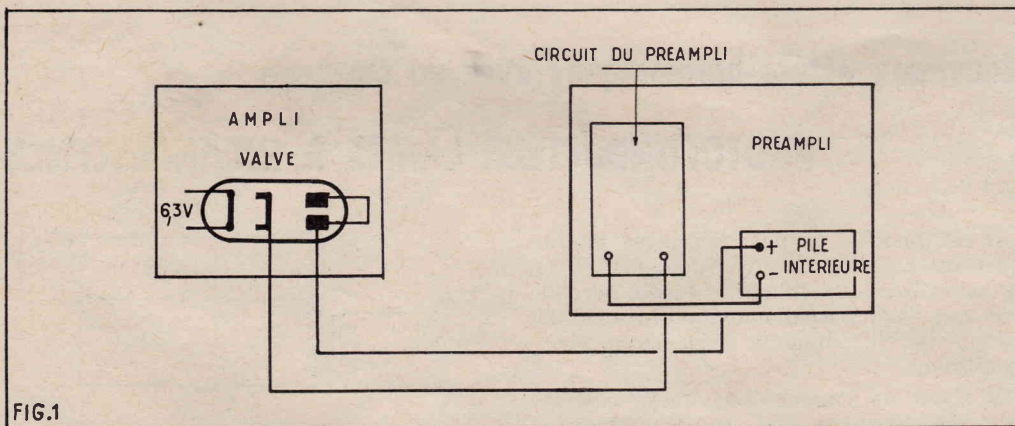 CIRCUIT DU PREAMPLI
AMPLI
VALVE
6,3V
PREAMPLI
+ PILE
- INTERIEURE
FIG.1